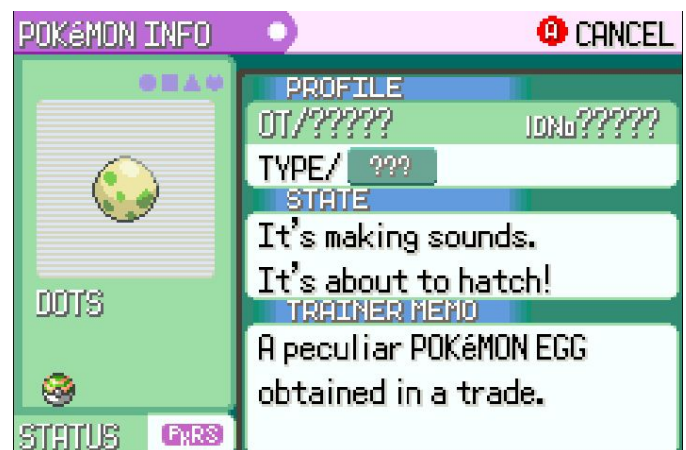 POKéMON INFO
A CANCEL
PROFILE
OT/?????
IDNo?????
TYPE/ ???
STATE
It's making sounds.
It's about to hatch!
DOTS
TRAINER MEMO
A peculiar POKéMON EGG
obtained in a trade.
STATUS PKRS